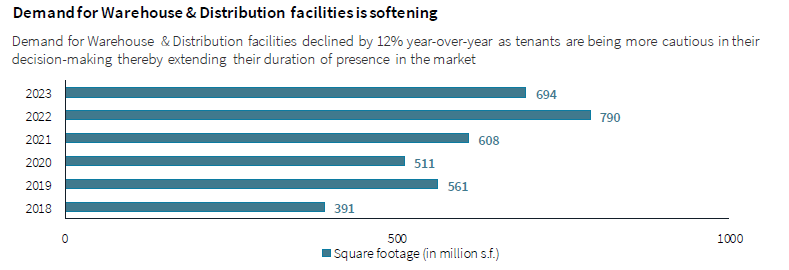 Demand for Warehouse & Distribution facilities is softening
Demand for Warehouse & Distribution facilities declined by 12% year-over-year as tenants are being more cautious in their
decision-making thereby extending their duration of presence in the market
2023 694
2022 790
2021 608
2020 511
2019 561
2018 391
0 500 1000
Square footage (in million s.f.)